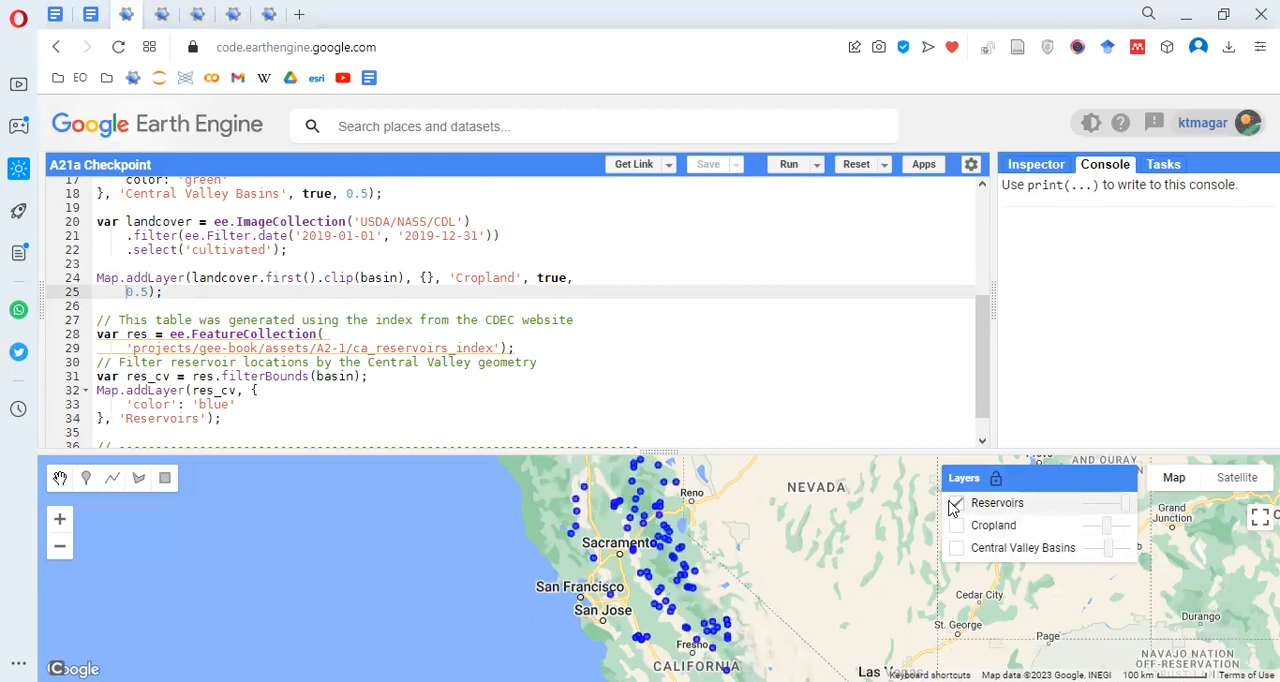 code.earthengine.google.com
EO
esri
Google Earth Engine
Search places and datasets...
ktmagar
A21a Checkpoint
Get Link
Save
Run
Reset
Apps
Inspector
Console
Tasks
Use print(...) to write to this console.
17 color: 'green'
18 }, 'Central Valley Basins', true, 0.5);
19
20 var landcover = ee.ImageCollection('USDA/NASS/CDL')
21 .filter(ee.Filter.date('2019-01-01', '2019-12-31'))
22 .select('cultivated');
23
24 Map.addLayer(landcover.first().clip(basin), {}, 'Cropland', true,
25 0.5);
26
27 // This table was generated using the index from the CDEC website
28 var res = ee.FeatureCollection(
29 'projects/gee-book/assets/A2-1/ca_reservoirs_index');
30 // Filter reservoir locations by the Central Valley geometry
31 var res_cv = res.filterBounds(basin);
32 Map.addLayer(res_cv, {
33 'color': 'blue'
34 }, 'Reservoirs');
35
36 // ----------------------------------------------------------------------
Layers
Reservoirs
Cropland
Central Valley Basins
Map
Satellite
AND OURAY
RESERVATION
Reno
NEVADA
Grand
Junction
Sacramento
San Francisco
San Jose
Cedar City
St. George
Page
Durango
Fresno
CALIFORNIA
Las
NAVAJO NATION
OFF-RESERVATION
Google
Keyboard shortcuts
Map data ©2023 Google, INEGI
100 km
Terms of Use